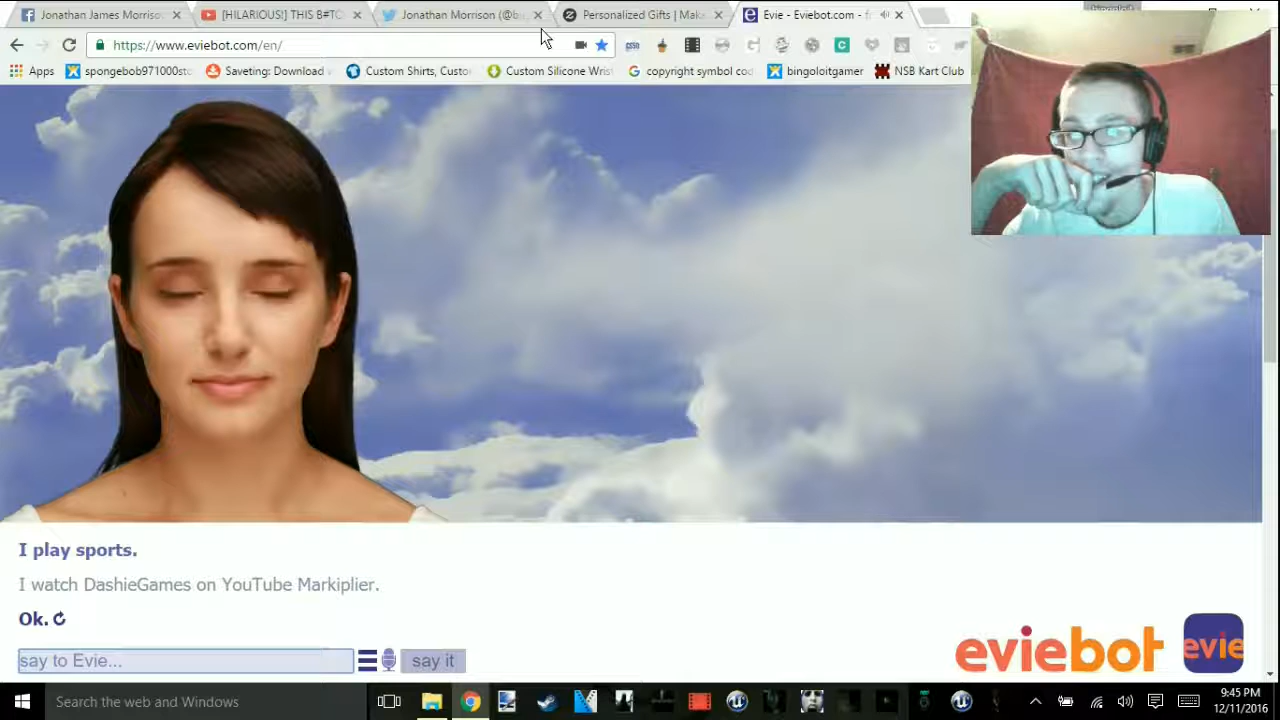 Jonathan James Morriso
[HILARIOUS!] THIS B#TC
Jonathan Morrison (@bu
Personalized Gifts | Mak
Evie - Eviebot.com - f
https://www.eviebot.com/en/
Apps
spongebob971000sto
Saveting: Download v
Custom Shirts, Custo
Custom Silicone Wrist
copyright symbol cod
bingoloitgamer
NSB Kart Club
I play sports.
I watch DashieGames on YouTube Markiplier.
Ok.
say to Evie...
say it
eviebot
evie
Search the web and Windows
9:45 PM
12/11/2016